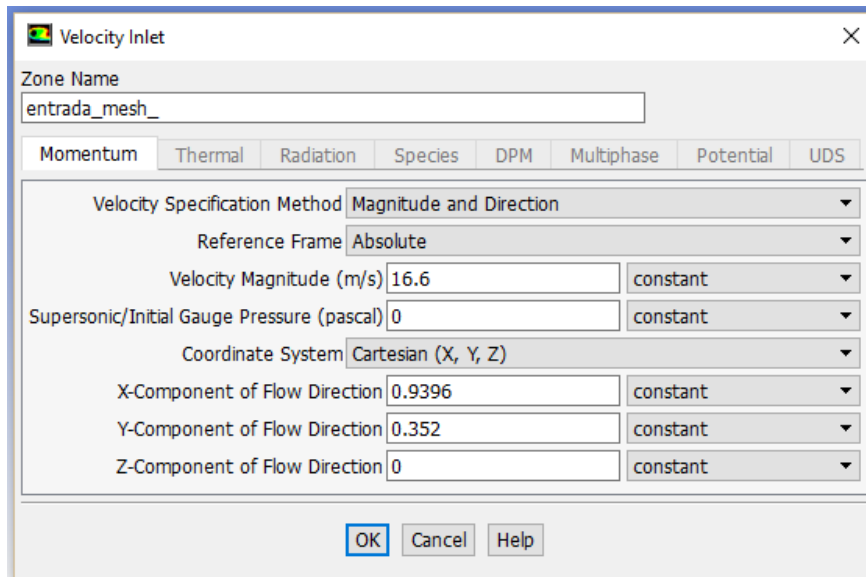 Velocity Inlet
Zone Name
entrada_mesh_
Momentum Thermal Radiation Species DPM Multiphase Potential UDS
Velocity Specification Method Magnitude and Direction
Reference Frame Absolute
Velocity Magnitude (m/s) 16.6 constant
Supersonic/Initial Gauge Pressure (pascal) 0 constant
Coordinate System Cartesian (X, Y, Z)
X-Component of Flow Direction 0.9396 constant
Y-Component of Flow Direction 0.352 constant
Z-Component of Flow Direction 0 constant
OK Cancel Help